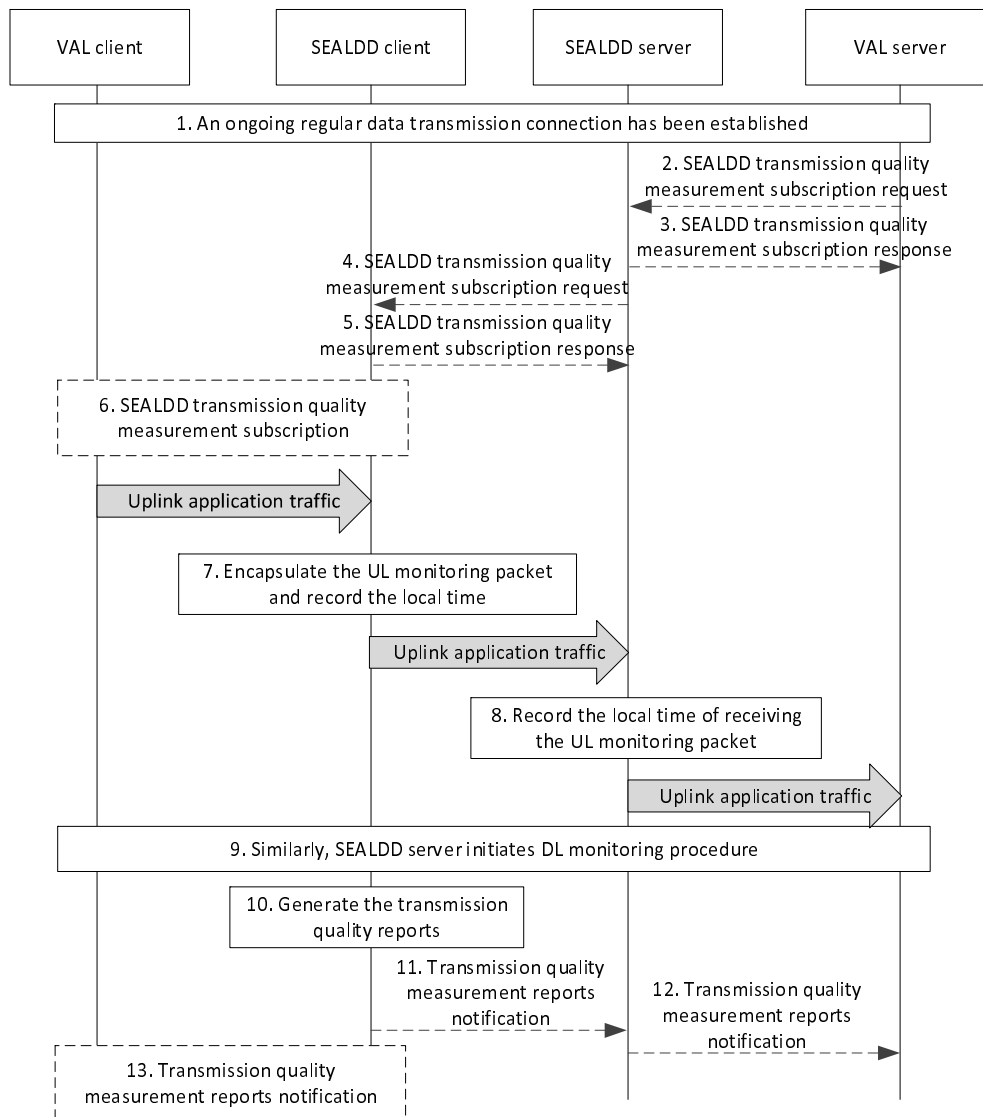 VAL client
SEALDD client
SEALDD server
VAL server
1. An ongoing regular data transmission connection has been established
2. SEALDD transmission quality
measurement subscription request
3. SEALDD transmission quality
measurement subscription response
4. SEALDD transmission quality
measurement subscription request
5. SEALDD transmission quality
measurement subscription response
6. SEALDD transmission quality
measurement subscription
Uplink application traffic
7. Encapsulate the UL monitoring packet
and record the local time
Uplink application traffic
8. Record the local time of receiving
the UL monitoring packet
Uplink application traffic
9. Similarly, SEALDD server initiates DL monitoring procedure
10. Generate the transmission
quality reports
11. Transmission quality
measurement reports
notification
12. Transmission quality
measurement reports
notification
13. Transmission quality
measurement reports notification